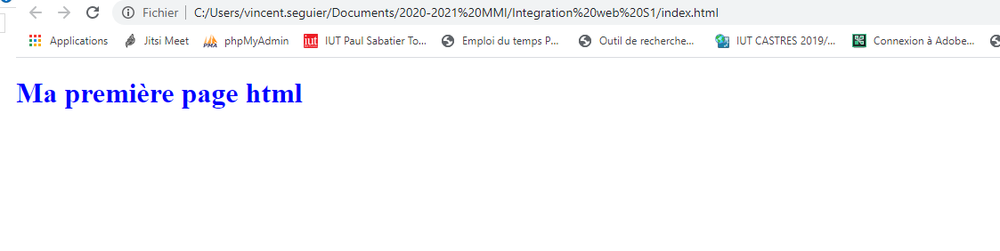 Fichier C:/Users/vincent.seguier/Documents/2020-2021%20MMI/Integration%20web%20S1/index.html
Applications Jitsi Meet PMA phpMyAdmin iut IUT Paul Sabatier To... Emploi du temps P... Outil de recherche... IUT CASTRES 2019/... Connexion à Adobe...
Ma première page html